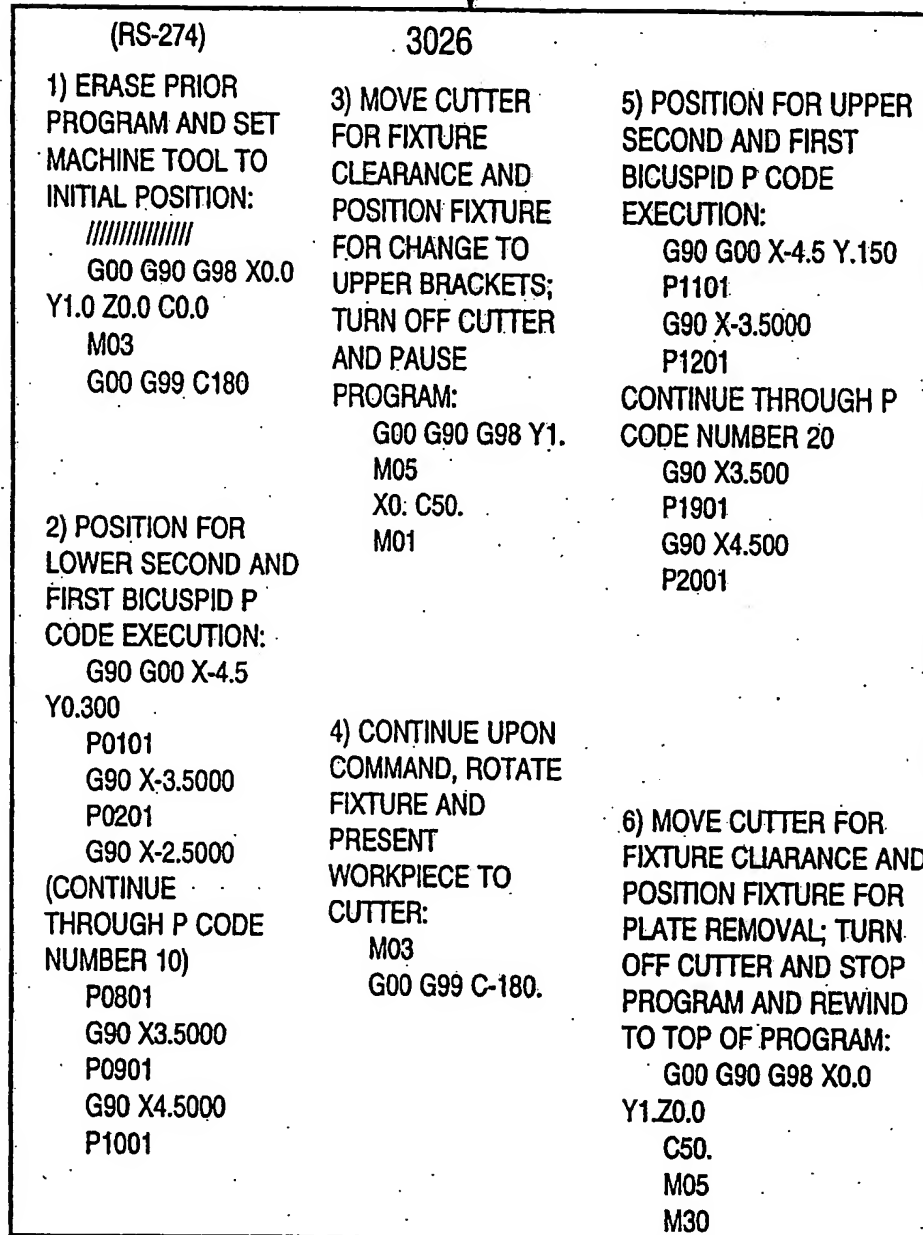 (RS-274)
3026
1) ERASE PRIOR
PROGRAM AND SET
MACHINE TOOL TO
INITIAL POSITION:
///////////////
G00 G90 G98 X0.0
Y1.0 Z0.0 C0.0
M03
G00 G99 C180
2) POSITION FOR
LOWER SECOND AND
FIRST BICUSPID P
CODE EXECUTION:
G90 G00 X-4.5
Y0.300
P0101
G90 X-3.5000
P0201
G90 X-2.5000
(CONTINUE
THROUGH P CODE
NUMBER 10)
P0801
G90 X3.5000
P0901
G90 X4.5000
P1001
3) MOVE CUTTER
FOR FIXTURE
CLEARANCE AND
POSITION FIXTURE
FOR CHANGE TO
UPPER BRACKETS;
TURN OFF CUTTER
AND PAUSE
PROGRAM:
G00 G90 G98 Y1.
M05
X0. C50.
M01
4) CONTINUE UPON
COMMAND, ROTATE
FIXTURE AND
PRESENT
WORKPIECE TO
CUTTER:
M03
G00 G99 C-180.
5) POSITION FOR UPPER
SECOND AND FIRST
BICUSPID P CODE
EXECUTION:
G90 G00 X-4.5 Y.150
P1101
G90 X-3.5000
P1201
CONTINUE THROUGH P
CODE NUMBER 20
G90 X3.500
P1901
G90 X4.500
P2001
6) MOVE CUTTER FOR
FIXTURE CLIARANCE AND
POSITION FIXTURE FOR
PLATE REMOVAL; TURN
OFF CUTTER AND STOP
PROGRAM AND REWIND
TO TOP OF PROGRAM:
G00 G90 G98 X0.0
Y1.Z0.0
C50.
M05
M30